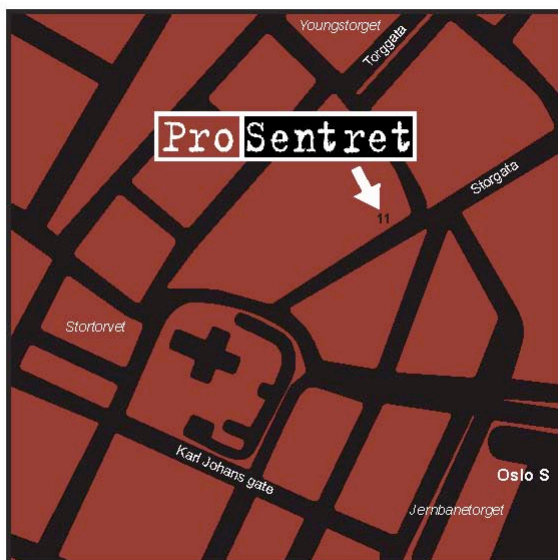 Youngstorget
Torggata
ProSentret
Storgata
11
Stortorvet
Karl Johans gate
Oslo S
Jernbanetorget